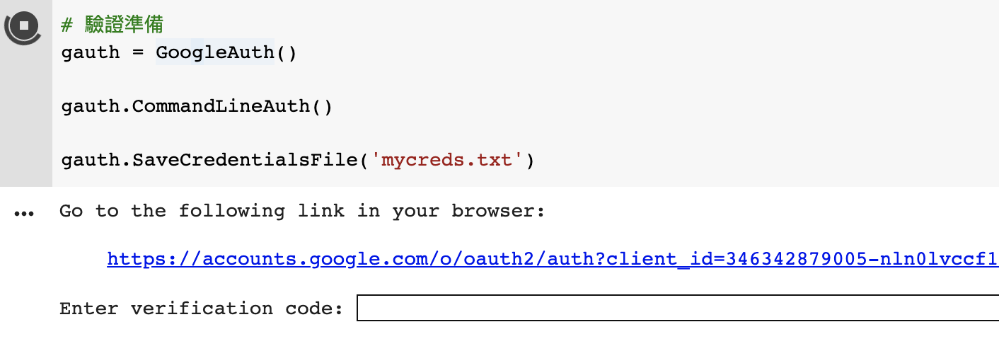 # 驗證準備
gauth = GoogleAuth()
gauth.CommandLineAuth()
gauth.SaveCredentialsFile('mycreds.txt')
Go to the following link in your browser:
https://accounts.google.com/o/oauth2/auth?client_id=346342879005-nln0lvccf1
Enter verification code: